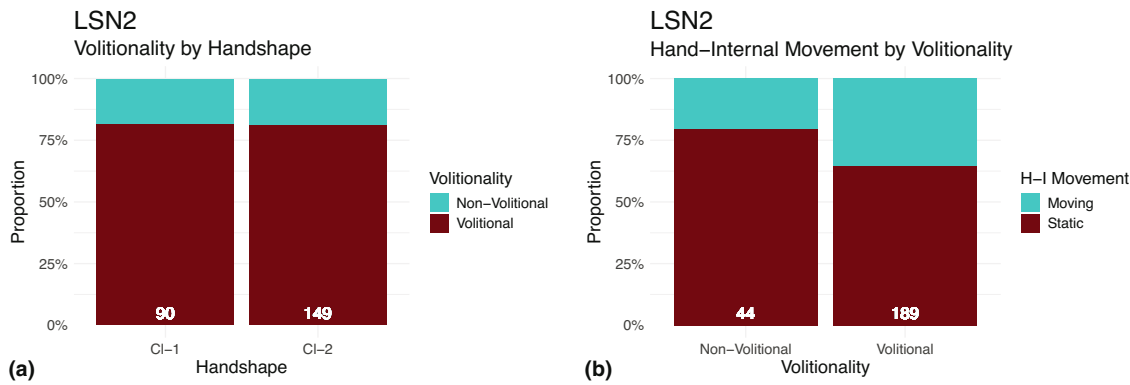 LSN2
Volitionality by Handshape
100%
75%
50%
25%
0%
Proportion
90
149
Cl−1
Cl−2
Handshape
Volitionality
Non−Volitional
Volitional
(a)
LSN2
Hand−Internal Movement by Volitionality
100%
75%
50%
25%
0%
Proportion
44
189
Non−Volitional
Volitional
Volitionality
H−I Movement
Moving
Static
(b)